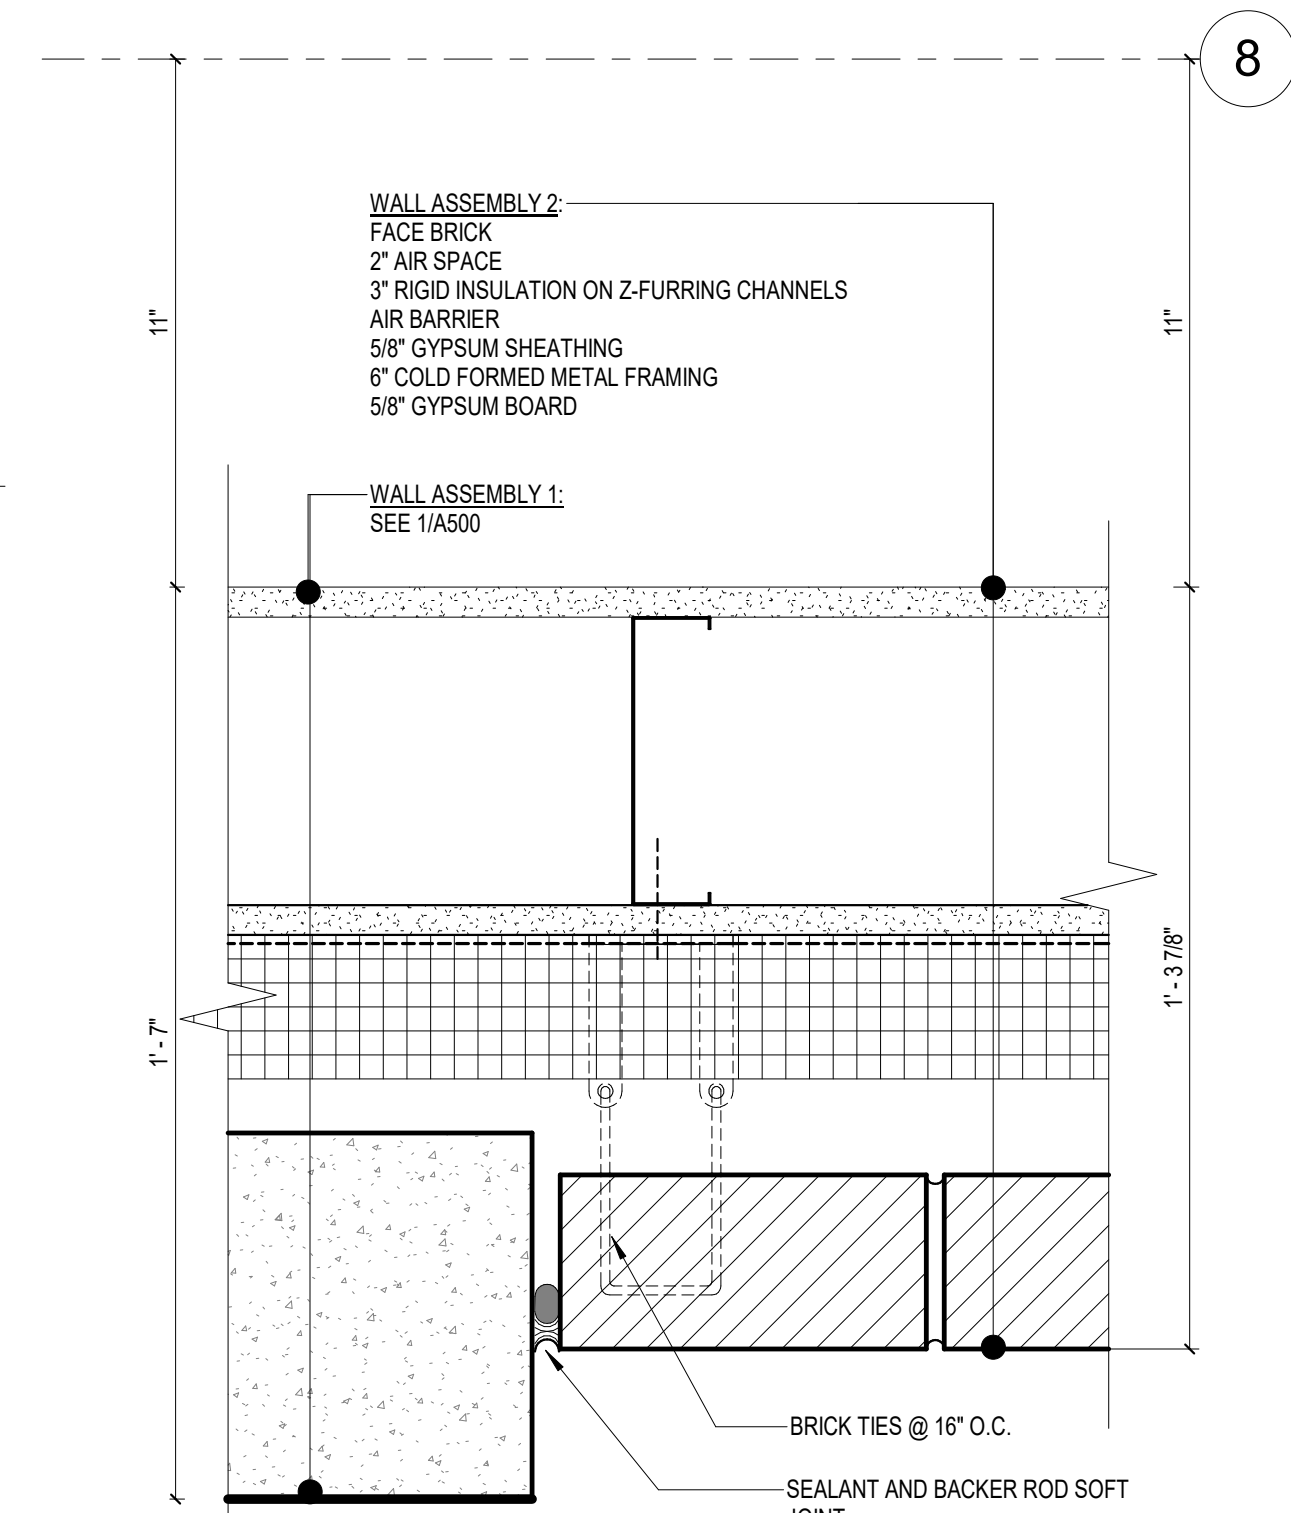 8
WALL ASSEMBLY 2:
FACE BRICK
2" AIR SPACE
3" RIGID INSULATION ON Z-FURRING CHANNELS
AIR BARRIER
5/8" GYPSUM SHEATHING
6" COLD FORMED METAL FRAMING
5/8" GYPSUM BOARD
11"
11"
WALL ASSEMBLY 1:
SEE 1/A500
1' - 3 7/8"
1' - 7"
BRICK TIES @ 16" O.C.
SEALANT AND BACKER ROD SOFT
JOINT